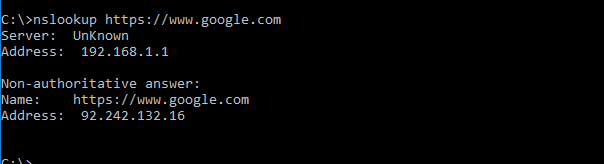 C:\>nslookup https://www.google.com
Server:  UnKnown
Address:  192.168.1.1
Non-authoritative answer:
Name:    https://www.google.com
Address:  92.242.132.16
C:\>